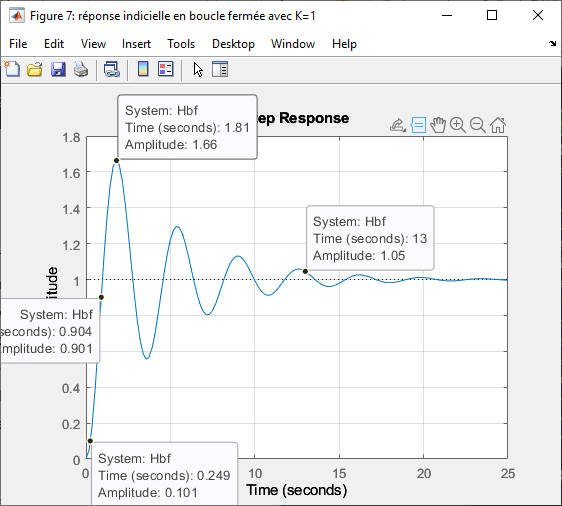 Figure 7: réponse indicielle en boucle fermée avec K=1
File Edit View Insert Tools Desktop Window Help
System: Hbf
Time (seconds): 1.81
Amplitude: 1.66
Response
1.8
1.6
1.4
1.2
1
0.4
0.2
0
System: Hbf
Time (seconds): 13
Amplitude: 1.05
System: Hbf
seconds): 0.904
mplitude: 0.901
System: Hbf
Time (seconds): 0.249
Amplitude: 0.101
0 10 15 20 25
Time (seconds)